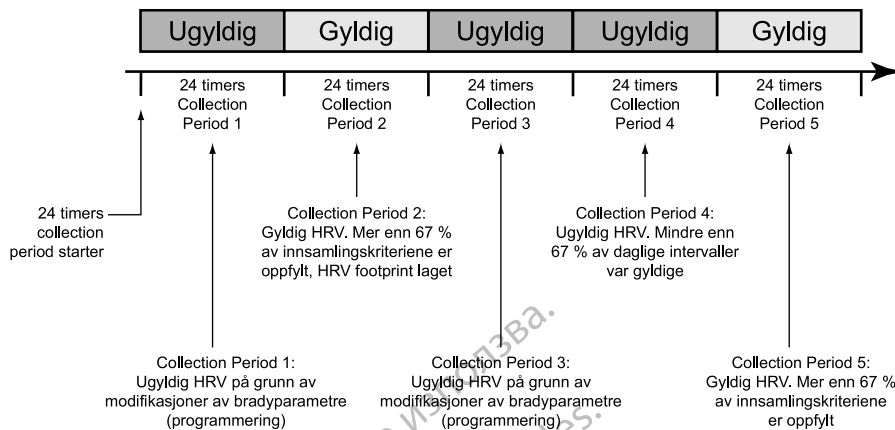 Ugyldig Gyldig Ugyldig Ugyldig Gyldig
24 timers
Collection
Period 1
24 timers
Collection
Period 2
24 timers
Collection
Period 3
24 timers
Collection
Period 4
24 timers
Collection
Period 5
24 timers
collection
period starter
Collection Period 2:
Gyldig HRV. Mer enn 67 %
av innsamlingskriteriene er
oppfylt, HRV footprint laget
Collection Period 4:
Ugyldig HRV. Mindre enn
67 % av daglige intervaller
var gyldige
Collection Period 1:
Ugyldig HRV på grunn av
modifikasjoner av bradyparametre
(programmering)
Collection Period 3:
Ugyldig HRV på grunn av
modifikasjoner av bradyparametre
(programmering)
Collection Period 5:
Gyldig HRV. Mer enn 67 %
av innsamlingskriteriene
er oppfylt
използва.